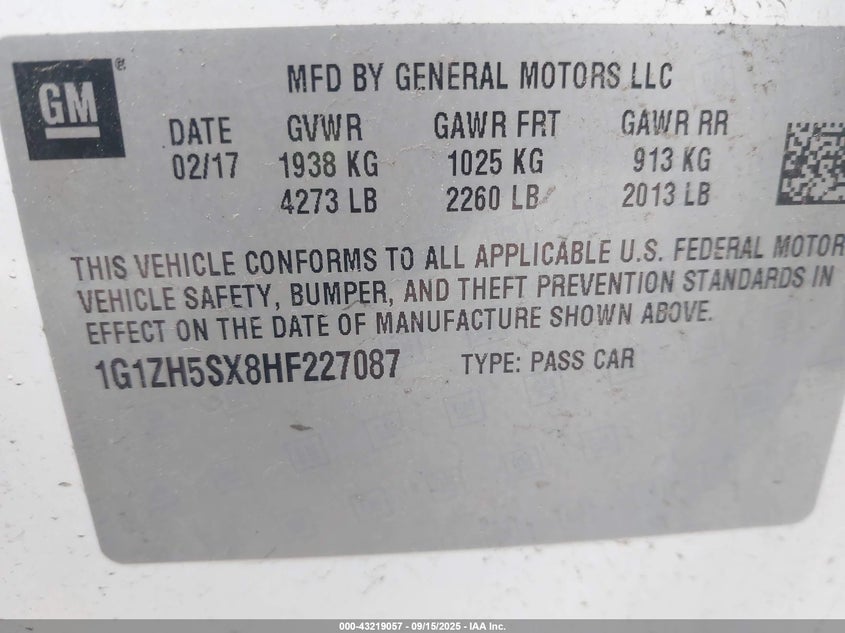 GM®
MFD BY GENERAL MOTORS LLC
DATE GVWR GAWR FRT GAWR RR
02/17 1938 KG 1025 KG 913 KG
4273 LB 2260 LB 2013 LB
THIS VEHICLE CONFORMS TO ALL APPLICABLE U.S. FEDERAL MOTOR
VEHICLE SAFETY, BUMPER, AND THEFT PREVENTION STANDARDS IN
EFFECT ON THE DATE OF MANUFACTURE SHOWN ABOVE.
1G1ZH5SX8HF227087 TYPE: PASS CAR
000-43219057 - 09/15/2025 - IAA Inc.